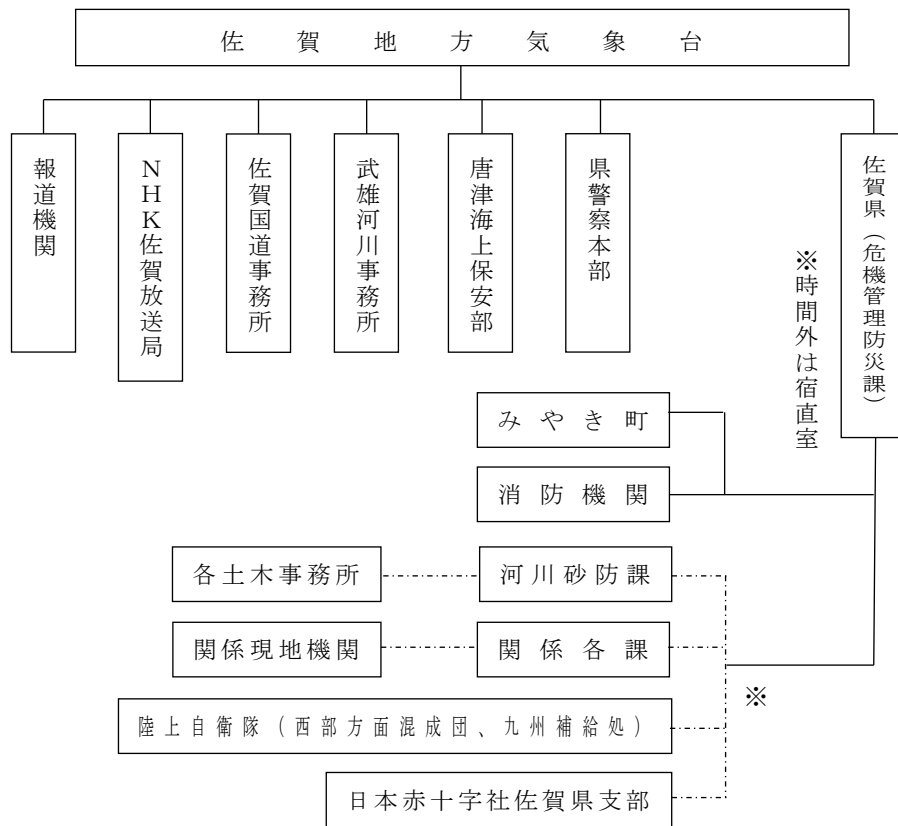 佐賀地方気象台
報道機関
ＮＨＫ佐賀放送局
佐賀国道事務所
武雄河川事務所
唐津海上保安部
県警察本部
佐賀県（危機管理防災課）
※時間外は宿直室
みやき町
消防機関
各土木事務所
河川砂防課
関係現地機関
関係各課
※
陸上自衛隊（西部方面混成団、九州補給処）
日本赤十字社佐賀県支部